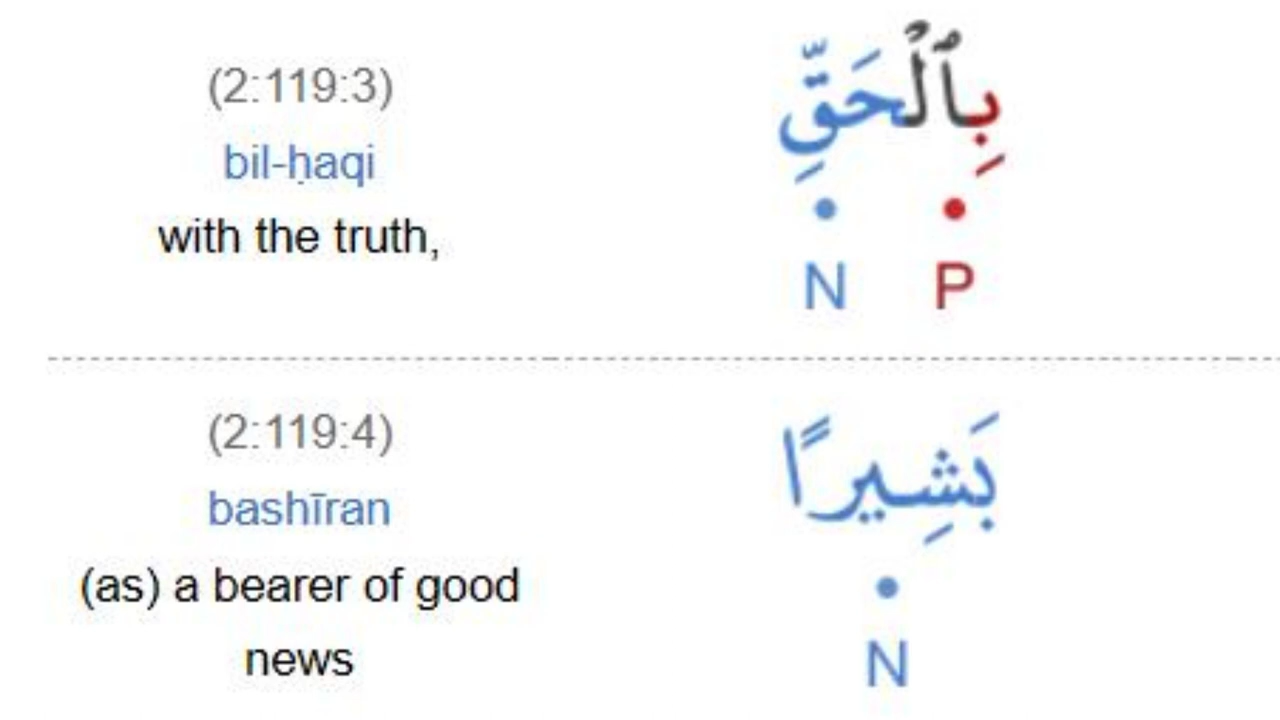 (2:119:3)
bil-ḥaqi
with the truth,
بِٱلْحَقِّ
N P
(2:119:4)
bashīran
(as) a bearer of good
news
بَشِيرًا
N